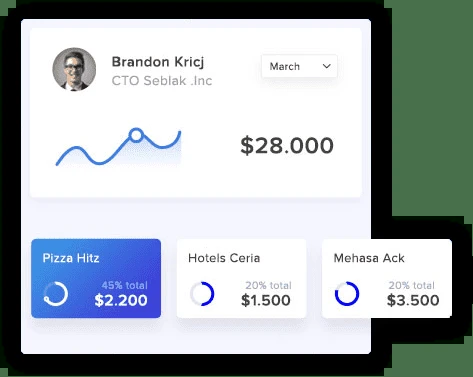 Brandon Kricj
CTO Seblak .Inc
March
$28.000
Pizza Hitz
45% total
$2.200
Hotels Ceria
20% total
$1.500
Mehasa Ack
20% total
$3.500